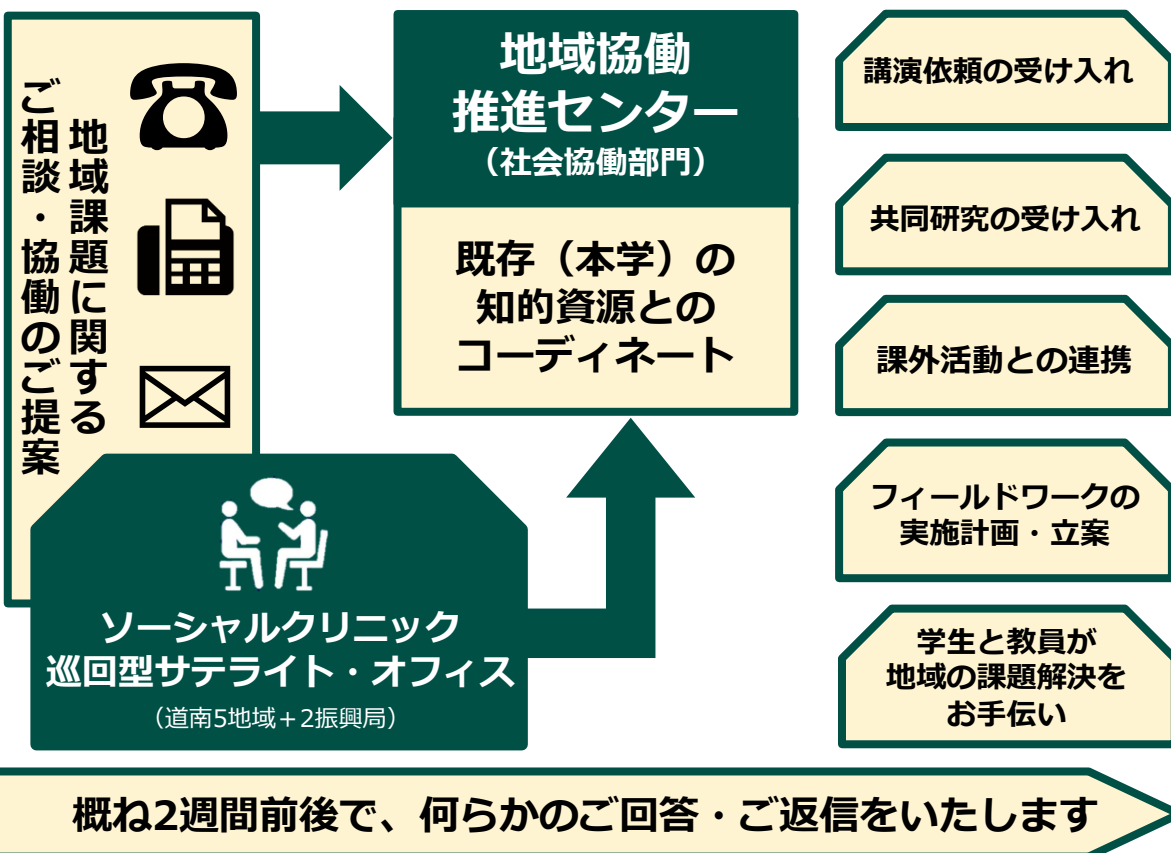 地域課題に関する
ご相談・協働のご提案
地域協働
推進センター
（社会協働部門）
既存（本学）の
知的資源との
コーディネート
ソーシャルクリニック
巡回型サテライト・オフィス
（道南5地域＋2振興局）
講演依頼の受け入れ
共同研究の受け入れ
課外活動との連携
フィールドワークの
実施計画・立案
学生と教員が
地域の課題解決を
お手伝い
概ね2週間前後で、何らかのご回答・ご返信をいたします